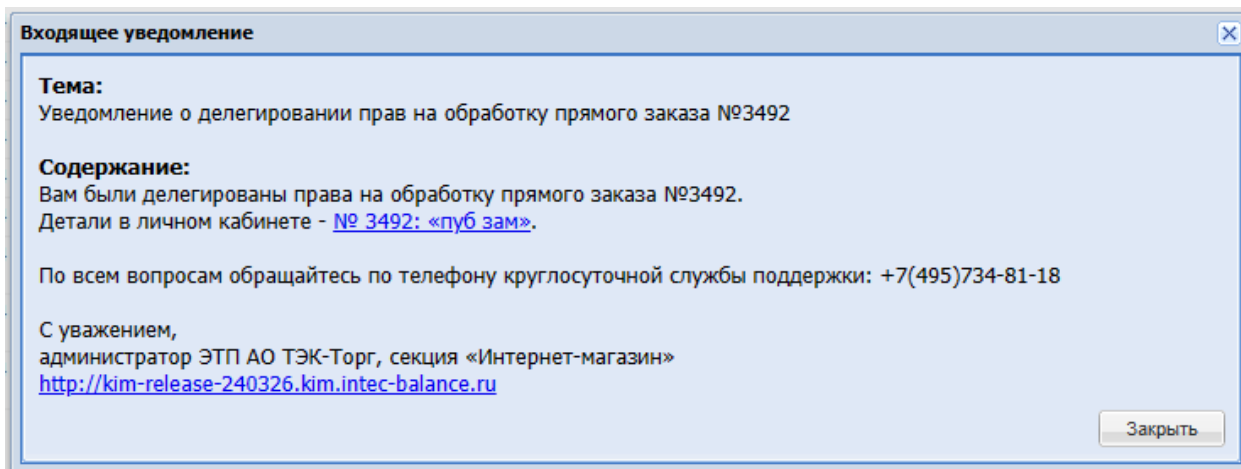 Входящее уведомление
Тема:
Уведомление о делегировании прав на обработку прямого заказа №3492
Содержание:
Вам были делегированы права на обработку прямого заказа №3492.
Детали в личном кабинете - № 3492: «пуб зам».
По всем вопросам обращайтесь по телефону круглосуточной службы поддержки: +7(495)734-81-18
С уважением,
администратор ЭТП АО ТЭК-Торг, секция «Интернет-магазин»
http://kim-release-240326.kim.intec-balance.ru
Закрыть